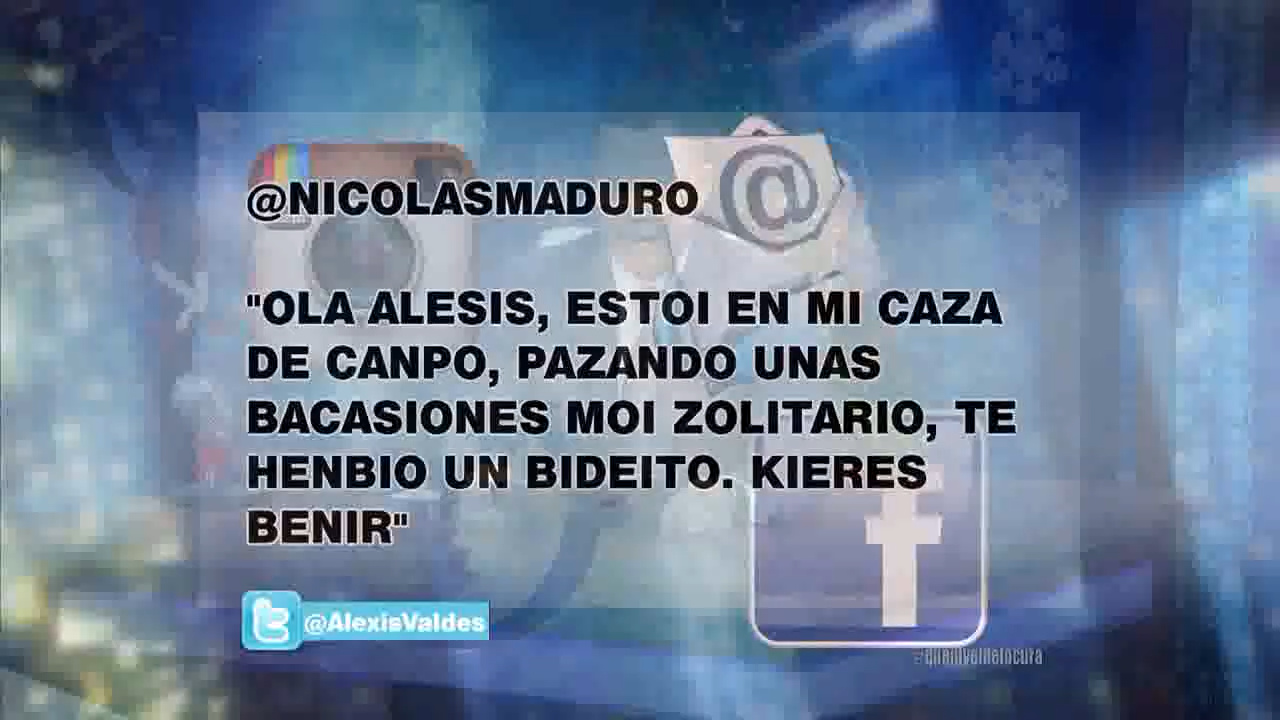 @NICOLASMADURO
"OLA ALESIS, ESTOI EN MI CAZA
DE CANPO, PAZANDO UNAS
BACASIONES MOI ZOLITARIO, TE
HENBIO UN BIDEITO. KIERES
BENIR"
@AlexisValdes
@queniveldelocura